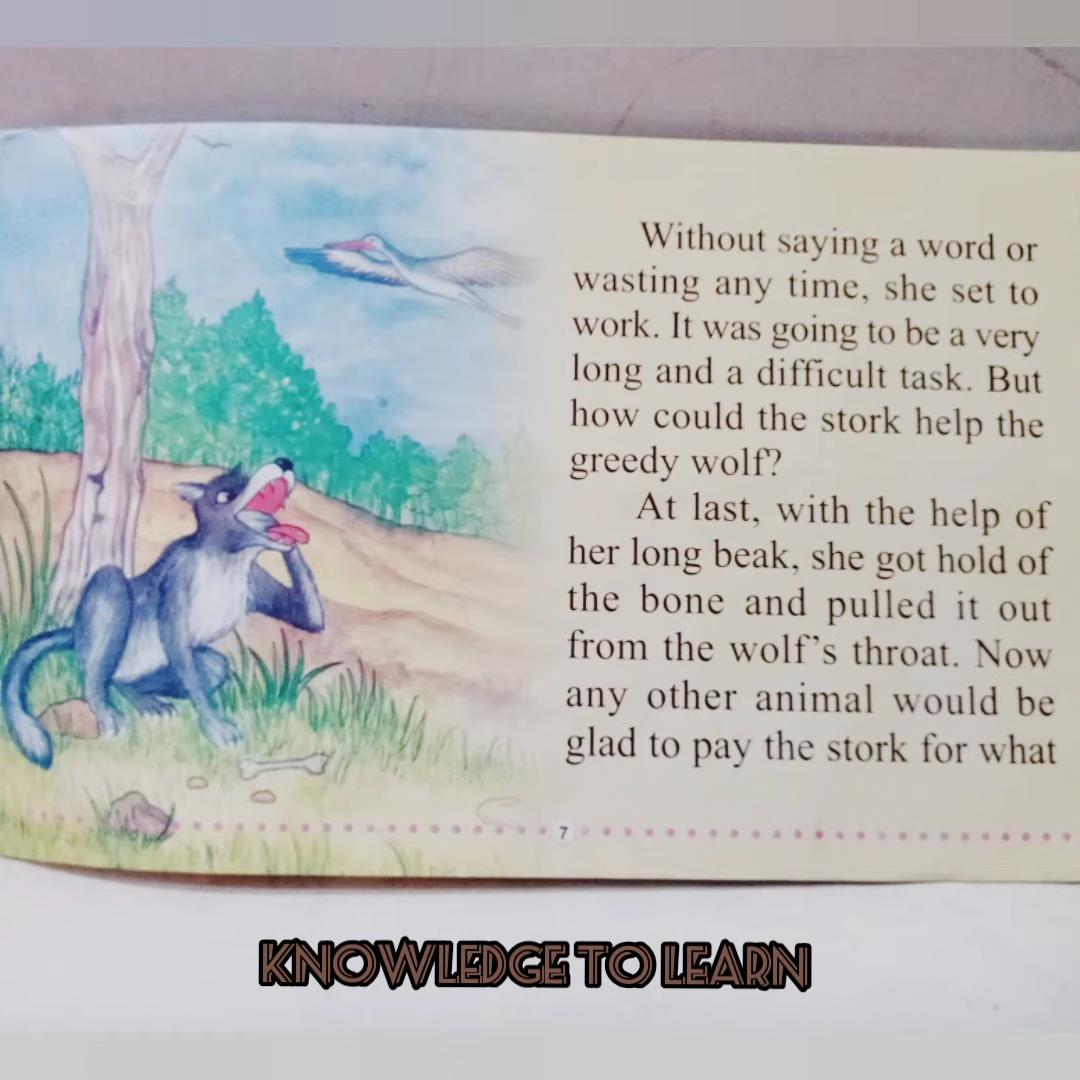 Without saying a word or
wasting any time, she set to
work. It was going to be a very
long and a difficult task. But
how could the stork help the
greedy wolf?
At last, with the help of
her long beak, she got hold of
the bone and pulled it out
from the wolf's throat. Now
any other animal would be
glad to pay the stork for what
7
KNOWLEDGE TO LEARN